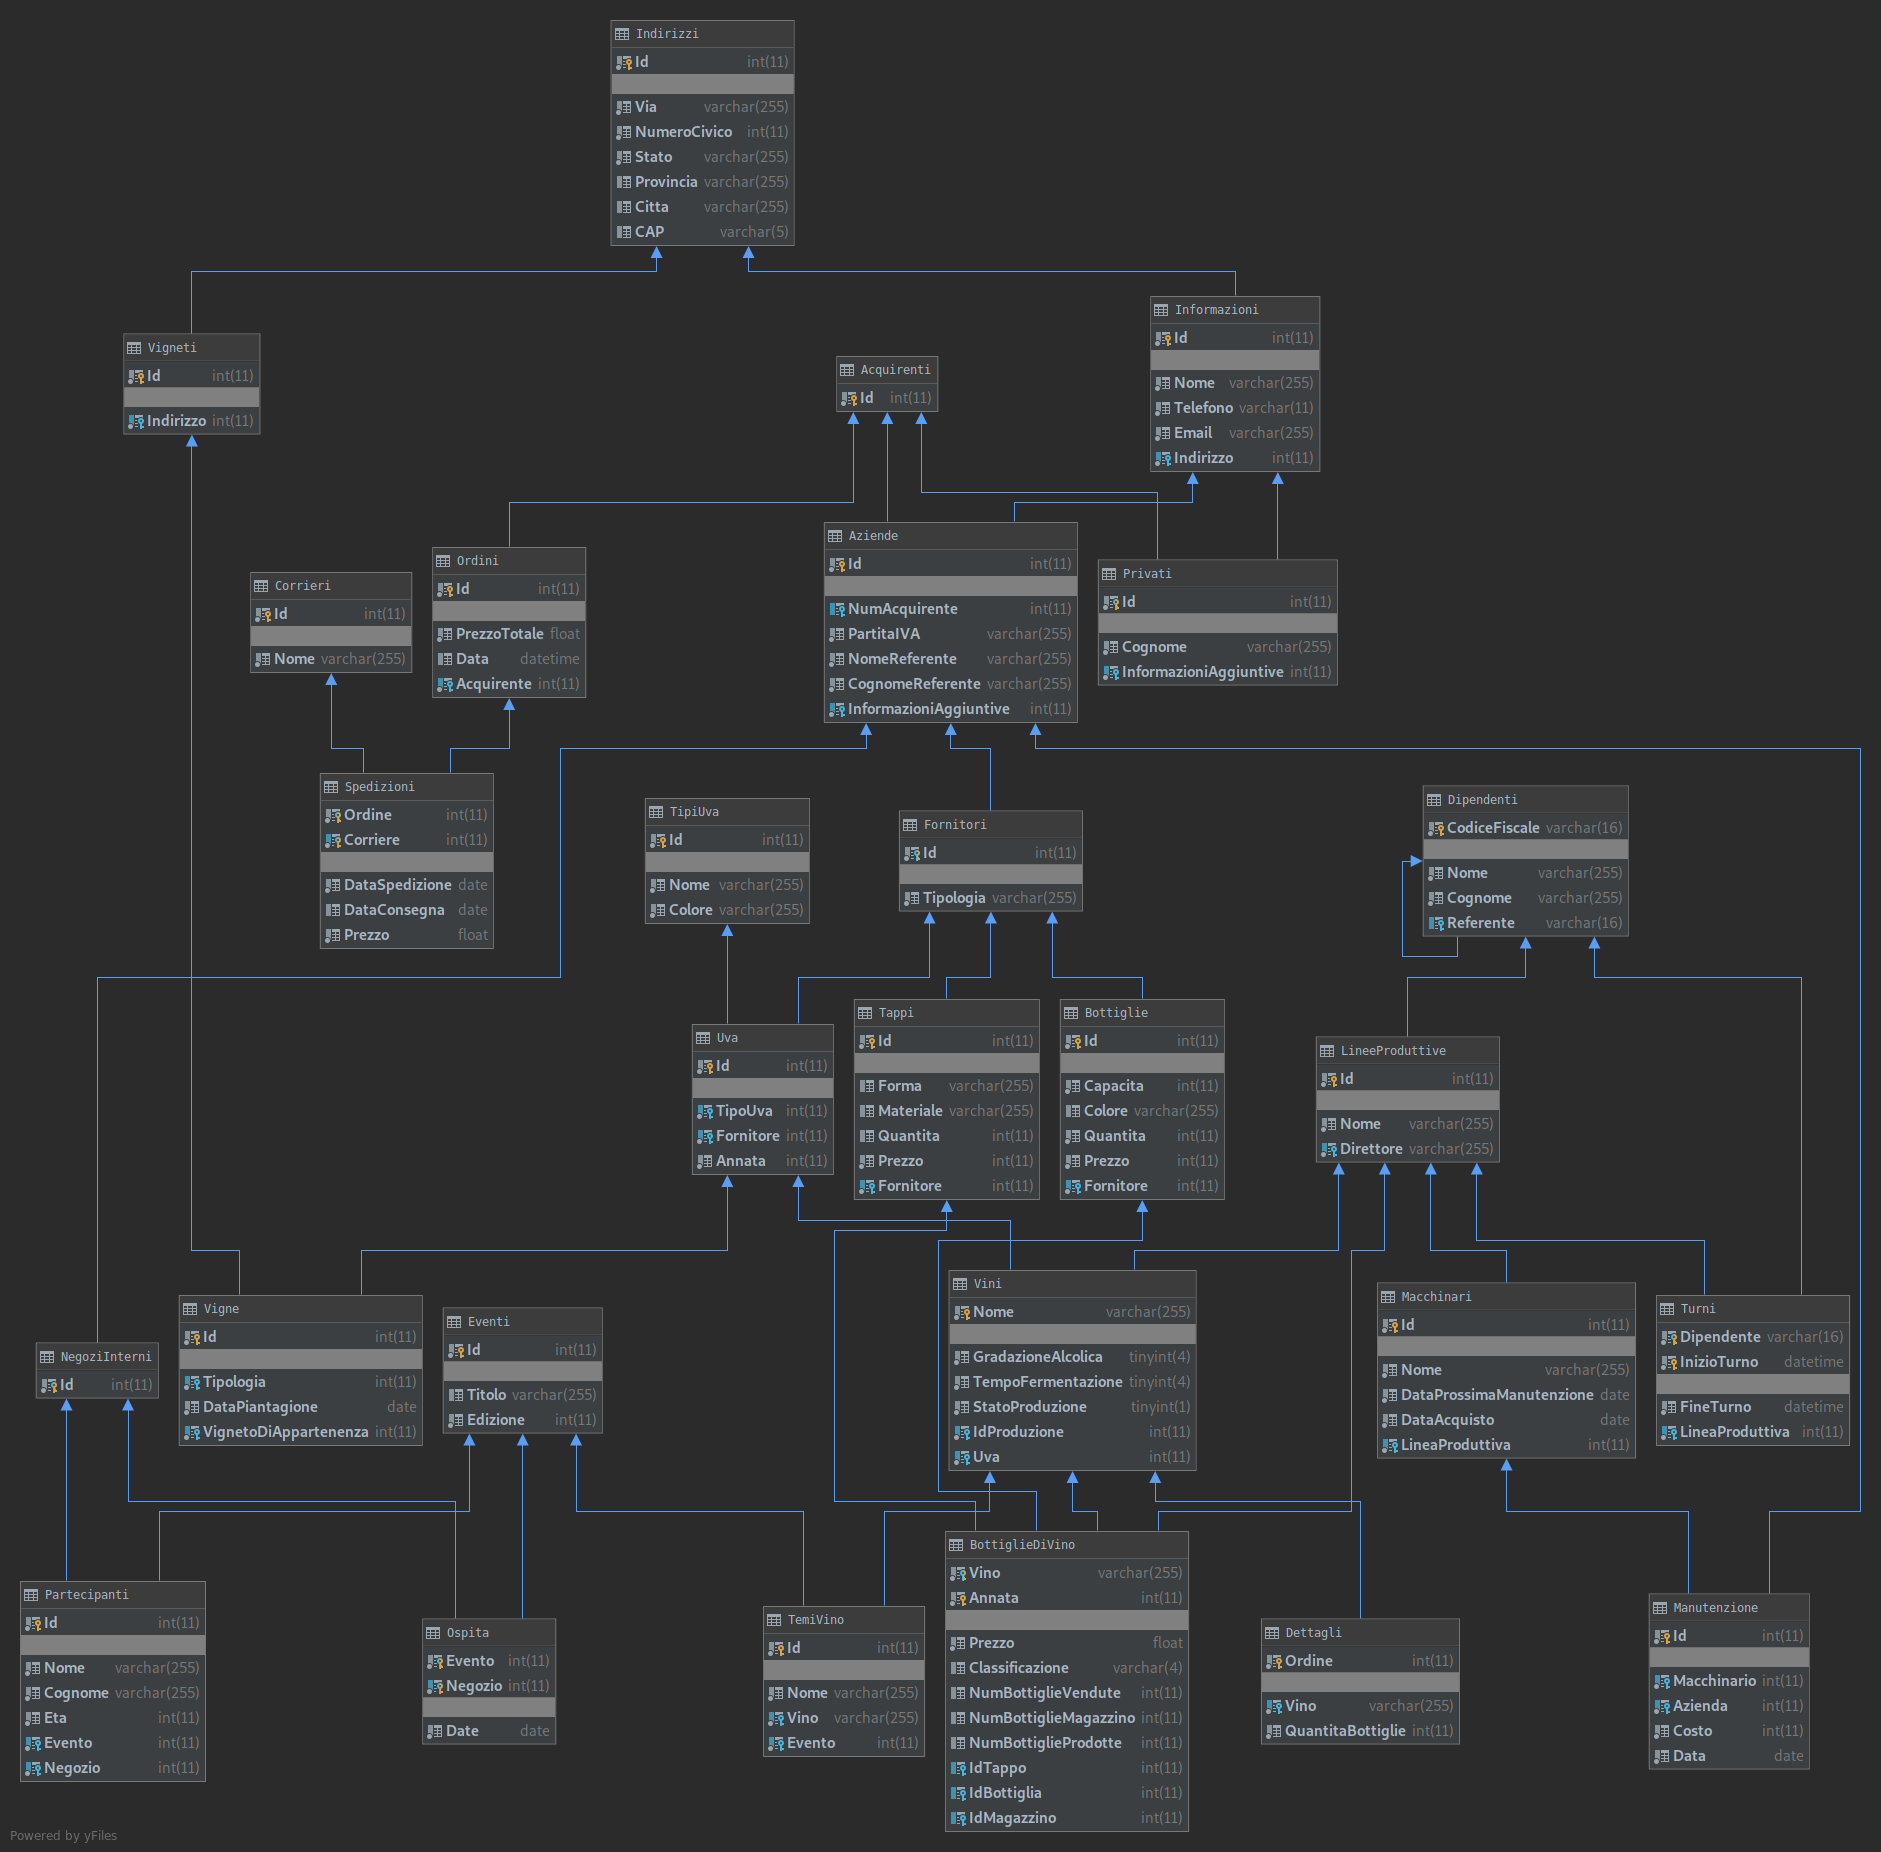 Indirizzi
Id int(11)
Via varchar(255)
NumeroCivico int(11)
Stato varchar(255)
Provincia varchar(255)
Citta varchar(255)
CAP varchar(5)
Informazioni
Id int(11)
Nome varchar(255)
Telefono varchar(11)
Email varchar(255)
Indirizzo int(11)
Vigneti
Id int(11)
Indirizzo int(11)
Acquirenti
Id int(11)
Aziende
Id int(11)
NumAcquirente int(11)
PartitaIVA varchar(255)
NomeReferente varchar(255)
CognomeReferente varchar(255)
InformazioniAggiuntive int(11)
Ordini
Id int(11)
PrezzoTotale float
Data datetime
Acquirente int(11)
Privati
Id int(11)
Cognome varchar(255)
InformazioniAggiuntive int(11)
Corrieri
Id int(11)
Nome varchar(255)
Spedizioni
Ordine int(11)
Corriere int(11)
DataSpedizione date
DataConsegna date
Prezzo float
TipiUva
Id int(11)
Nome varchar(255)
Colore varchar(255)
Fornitori
Id int(11)
Tipologia varchar(255)
Dipendenti
CodiceFiscale varchar(16)
Nome varchar(255)
Cognome varchar(255)
Referente varchar(16)
Uva
Id int(11)
TipoUva int(11)
Fornitore int(11)
Annata int(11)
Tappi
Id int(11)
Forma varchar(255)
Materiale varchar(255)
Quantita int(11)
Prezzo int(11)
Fornitore int(11)
Bottiglie
Id int(11)
Capacita int(11)
Colore varchar(255)
Quantita int(11)
Prezzo int(11)
Fornitore int(11)
LineeProduttive
Id int(11)
Nome varchar(255)
Direttore varchar(255)
NegoziInterni
Id int(11)
Vigne
Id int(11)
Tipologia int(11)
DataPiantagione date
VignetoDiAppartenenza int(11)
Eventi
Id int(11)
Titolo varchar(255)
Edizione int(11)
Vini
Nome varchar(255)
GradazioneAlcolica tinyint(4)
TempoFermentazione tinyint(4)
StatoProduzione tinyint(1)
IdProduzione int(11)
Uva int(11)
Macchinari
Id int(11)
Nome varchar(255)
DataProssimaManutenzione date
DataAcquisto date
LineaProduttiva int(11)
Turni
Dipendente varchar(16)
InizioTurno datetime
FineTurno datetime
LineaProduttiva int(11)
Partecipanti
Id int(11)
Nome varchar(255)
Cognome varchar(255)
Eta int(11)
Evento int(11)
Negozio int(11)
Ospita
Evento int(11)
Negozio int(11)
Date date
TemiVino
Id int(11)
Nome varchar(255)
Vino varchar(255)
Evento int(11)
BottiglieDiVino
Vino varchar(255)
Annata int(11)
Prezzo float
Classificazione varchar(4)
NumBottiglieVendute int(11)
NumBottiglieMagazzino int(11)
NumBottiglieProdotte int(11)
IdTappo int(11)
IdBottiglia int(11)
IdMagazzino int(11)
Dettagli
Ordine int(11)
Vino varchar(255)
QuantitaBottiglie int(11)
Manutenzione
Id int(11)
Macchinario int(11)
Azienda int(11)
Costo int(11)
Data date
Powered by yFiles